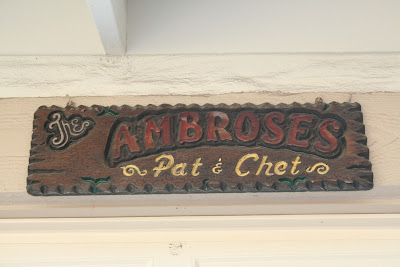 The
AMBROSES
Pat & Chet